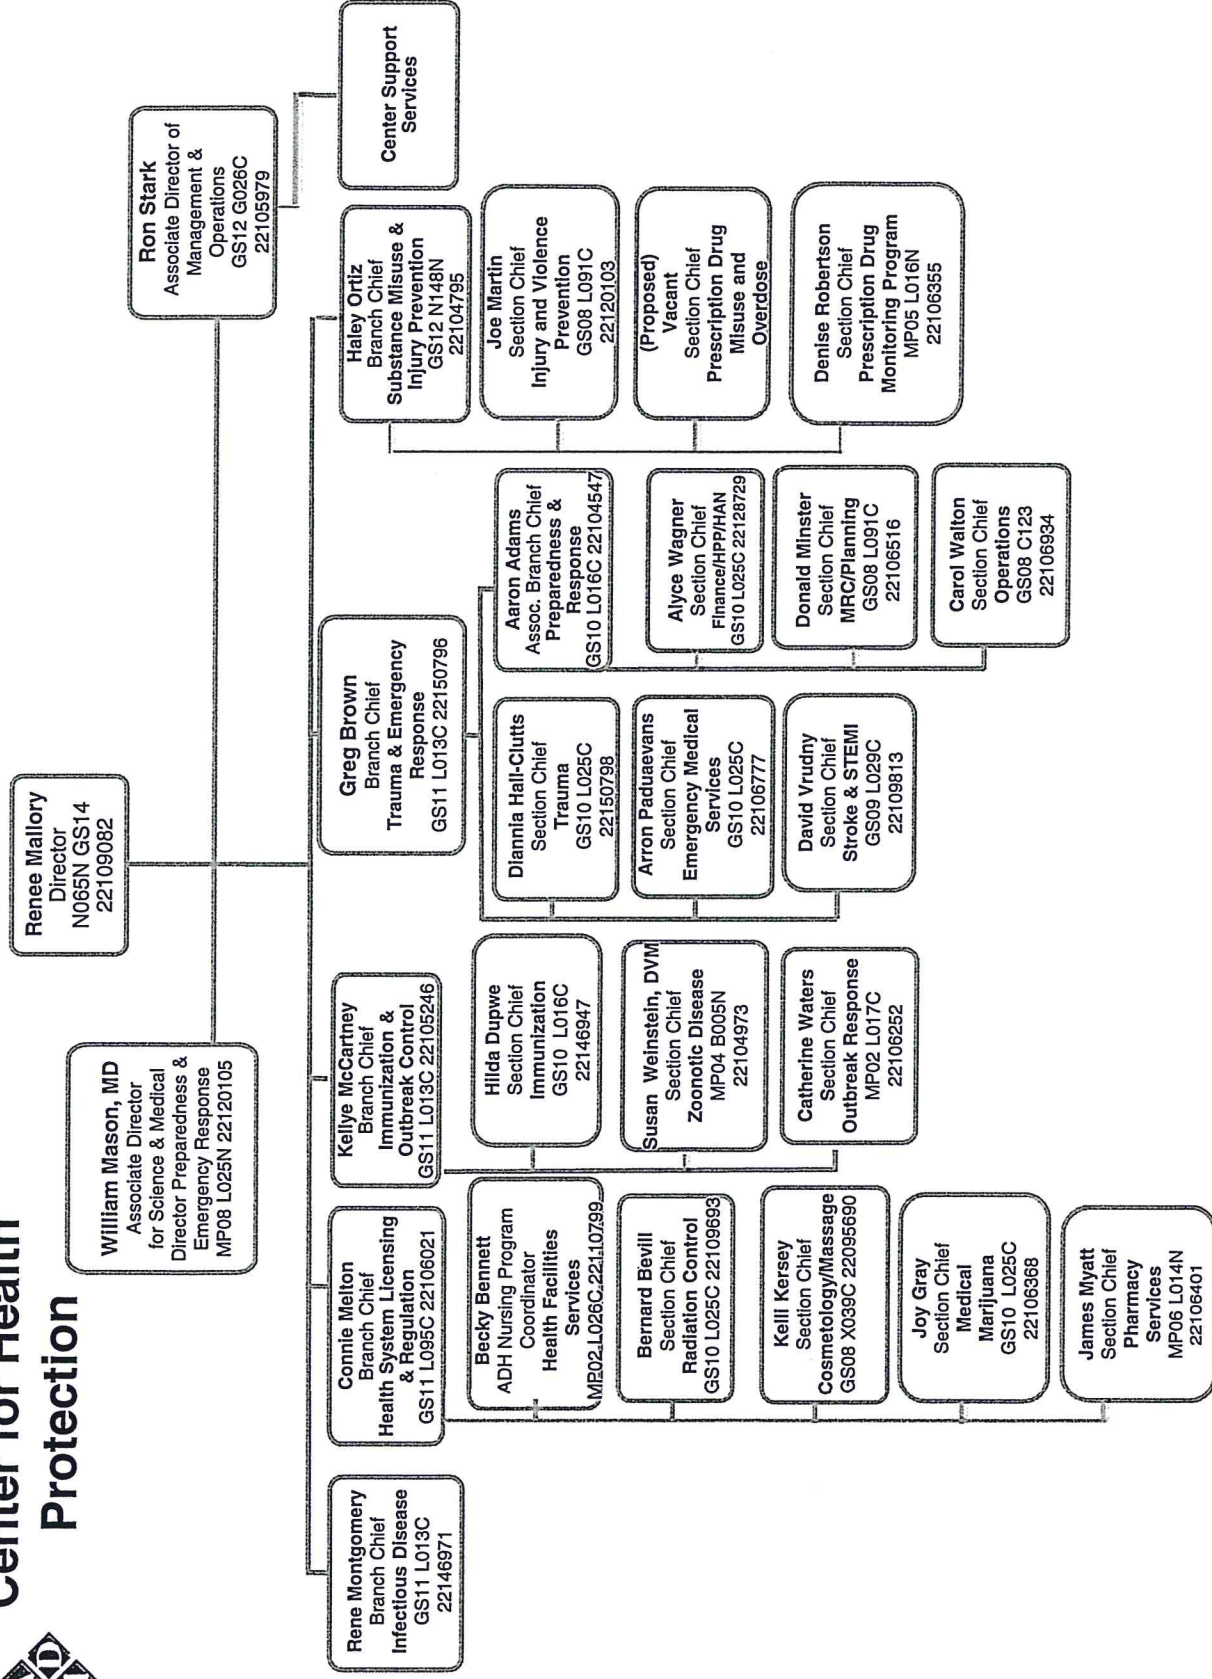 Center for Health
Protection
Renee Mallory
Director
N065N GS14
22109082
William Mason, MD
Associate Director
for Science & Medical
Director Preparedness &
Emergency Response
MP08 L025N 22120105
Ron Stark
Associate Director of
Management &
Operations
GS12 G026C
22105979
Center Support
Services
Rene Montgomery
Branch Chief
Infectious Disease
GS11 L013C
22146971
Connie Melton
Branch Chief
Health System Licensing
& Regulation
GS11 L095C 22106021
Becky Bennett
ADH Nursing Program
Coordinator
Health Facilities
Services
MP02 L026C 22110799
Bernard Bevill
Section Chief
Radiation Control
GS10 L025C 22109693
Kelli Kersey
Section Chief
Cosmetology/Massage
GS08 X039C 22095690
Joy Gray
Section Chief
Medical
Marijuana
GS10 L025C
22106368
James Myatt
Section Chief
Pharmacy
Services
MP06 L014N
22106401
Kellye McCartney
Branch Chief
Immunization &
Outbreak Control
GS11 L013C 22105246
Hilda Dupwe
Section Chief
Immunization
GS10 L016C
22146947
Susan Weinstein, DVM
Section Chief
Zoonotic Disease
MP04 B005N
22104973
Catherine Waters
Section Chief
Outbreak Response
MP02 L017C
22106252
Greg Brown
Branch Chief
Trauma & Emergency
Response
GS11 L013C 22150796
Diannia Hall-Clutts
Section Chief
Trauma
GS10 L025C
22150798
Arron Paduaevans
Section Chief
Emergency Medical
Services
GS10 L025C
22106777
David Vrudny
Section Chief
Stroke & STEMI
GS09 L029C
22109813
Aaron Adams
Assoc. Branch Chief
Preparedness &
Response
GS10 L016C 22104547
Alyce Wagner
Section Chief
Finance/HPP/HAN
GS10 L025C 22128729
Donald Minster
Section Chief
MRC/Planning
GS08 L091C
22106516
Carol Walton
Section Chief
Operations
GS08 C123
22106934
Haley Ortiz
Branch Chief
Substance Misuse &
Injury Prevention
GS12 N148N
22104795
Joe Martin
Section Chief
Injury and Violence
Prevention
GS08 L091C
22120103
(Proposed)
Vacant
Section Chief
Prescription Drug
Misuse and
Overdose
Denise Robertson
Section Chief
Prescription Drug
Monitoring Program
MP05 L016N
22106355